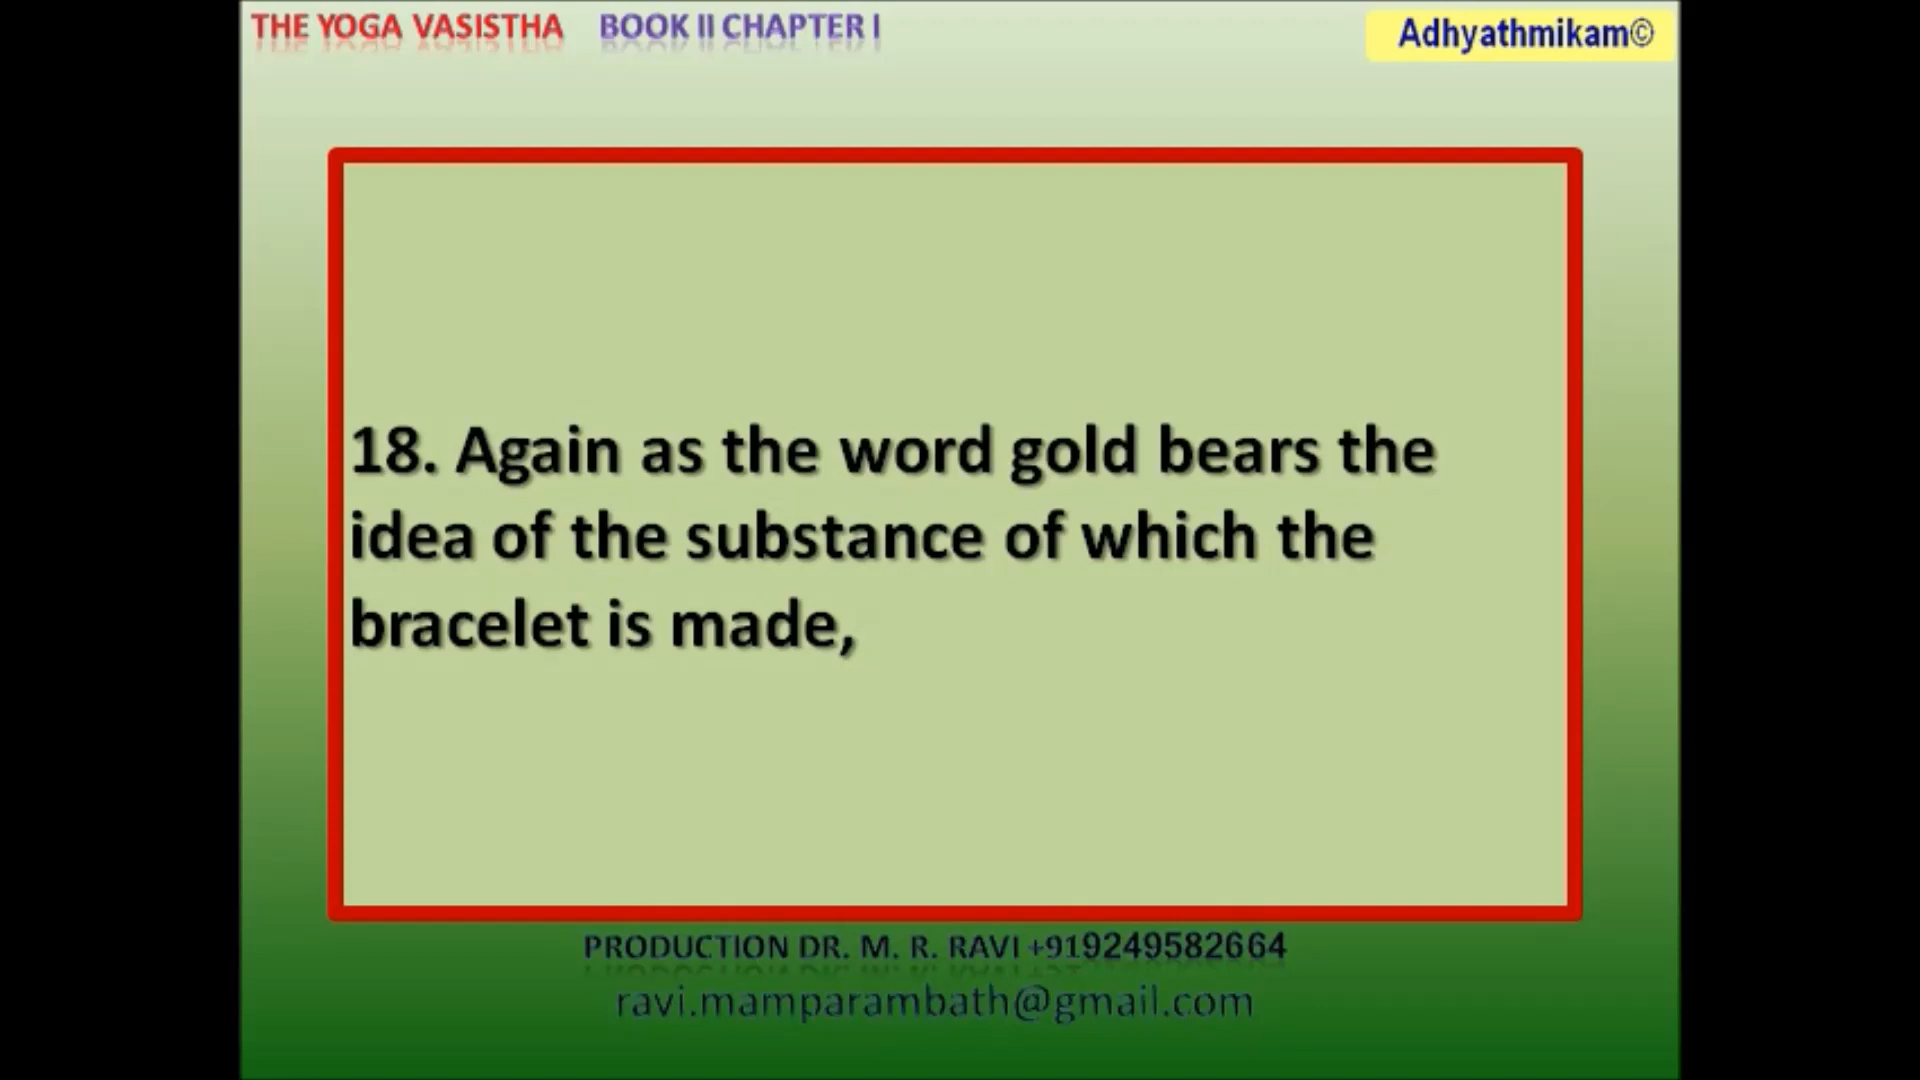 THE YOGA VASISTHA BOOK II CHAPTER I
Adhyathmikam©
18. Again as the word gold bears the
idea of the substance of which the
bracelet is made,
PRODUCTION DR. M. R. RAVI +919249582664
ravi.mamparambath@gmail.com